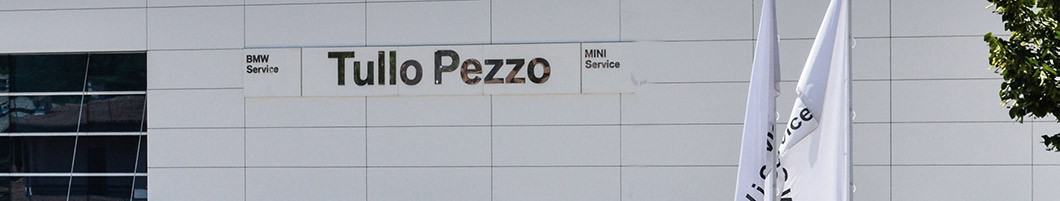 BMW
Service
Tullo Pezzo
MINI
Service